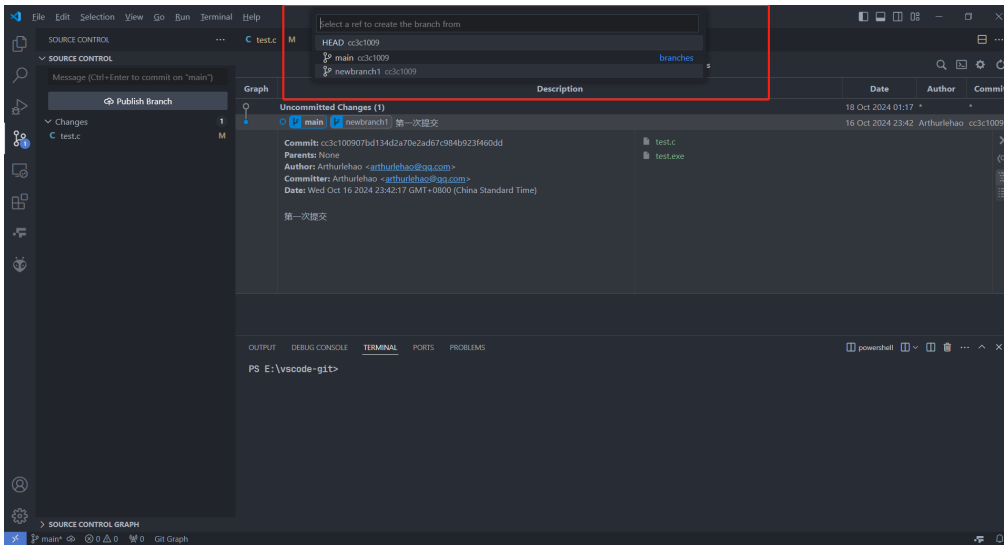 File Edit Selection View Go Run Terminal Help
Select a ref to create the branch from
HEAD cc3c1009
main cc3c1009 branches
newbranch1 cc3c1009
SOURCE CONTROL
SOURCE CONTROL
Message (Ctrl+Enter to commit on "main")
Publish Branch
Changes 1
C test.c M
C test.c M
s
Graph Description Date Author Commit
Uncommitted Changes (1) 18 Oct 2024 01:17 * *
main newbranch1 第一次提交 16 Oct 2024 23:42 Arthurlehao cc3c1009
Commit: cc3c100907bd134d2a70e2ad67c984b923f460dd
Parents: None
Author: Arthurlehao <arthurlehao@qq.com>
Committer: Arthurlehao <arthurlehao@qq.com>
Date: Wed Oct 16 2024 23:42:17 GMT+0800 (China Standard Time)
第一次提交
test.c
test.exe
OUTPUT DEBUG CONSOLE TERMINAL PORTS PROBLEMS powershell
PS E:\vscode-git>
SOURCE CONTROL GRAPH
main* 0 0 0 Git Graph